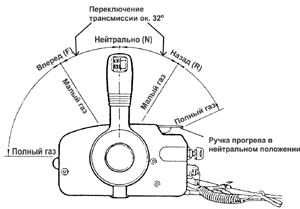 Переключение
трансмиссии ок. 32°
Нейтрально (N)
Вперед (F)
Назад (R)
Малый газ
Малый газ
Полный газ
Полный газ
Ручка прогрева в
нейтральном положении